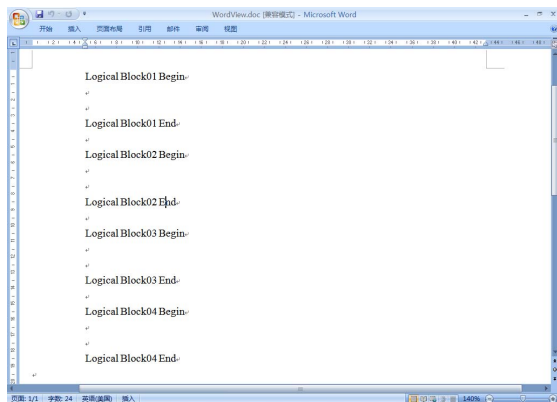 WordView.doc [兼容模式] - Microsoft Word
开始 插入 页面布局 引用 邮件 审阅 视图
Logical Block01 Begin
Logical Block01 End
Logical Block02 Begin
Logical Block02 End
Logical Block03 Begin
Logical Block03 End
Logical Block04 Begin
Logical Block04 End
页面: 1/1 字数: 24 英语(美国) 插入 140%